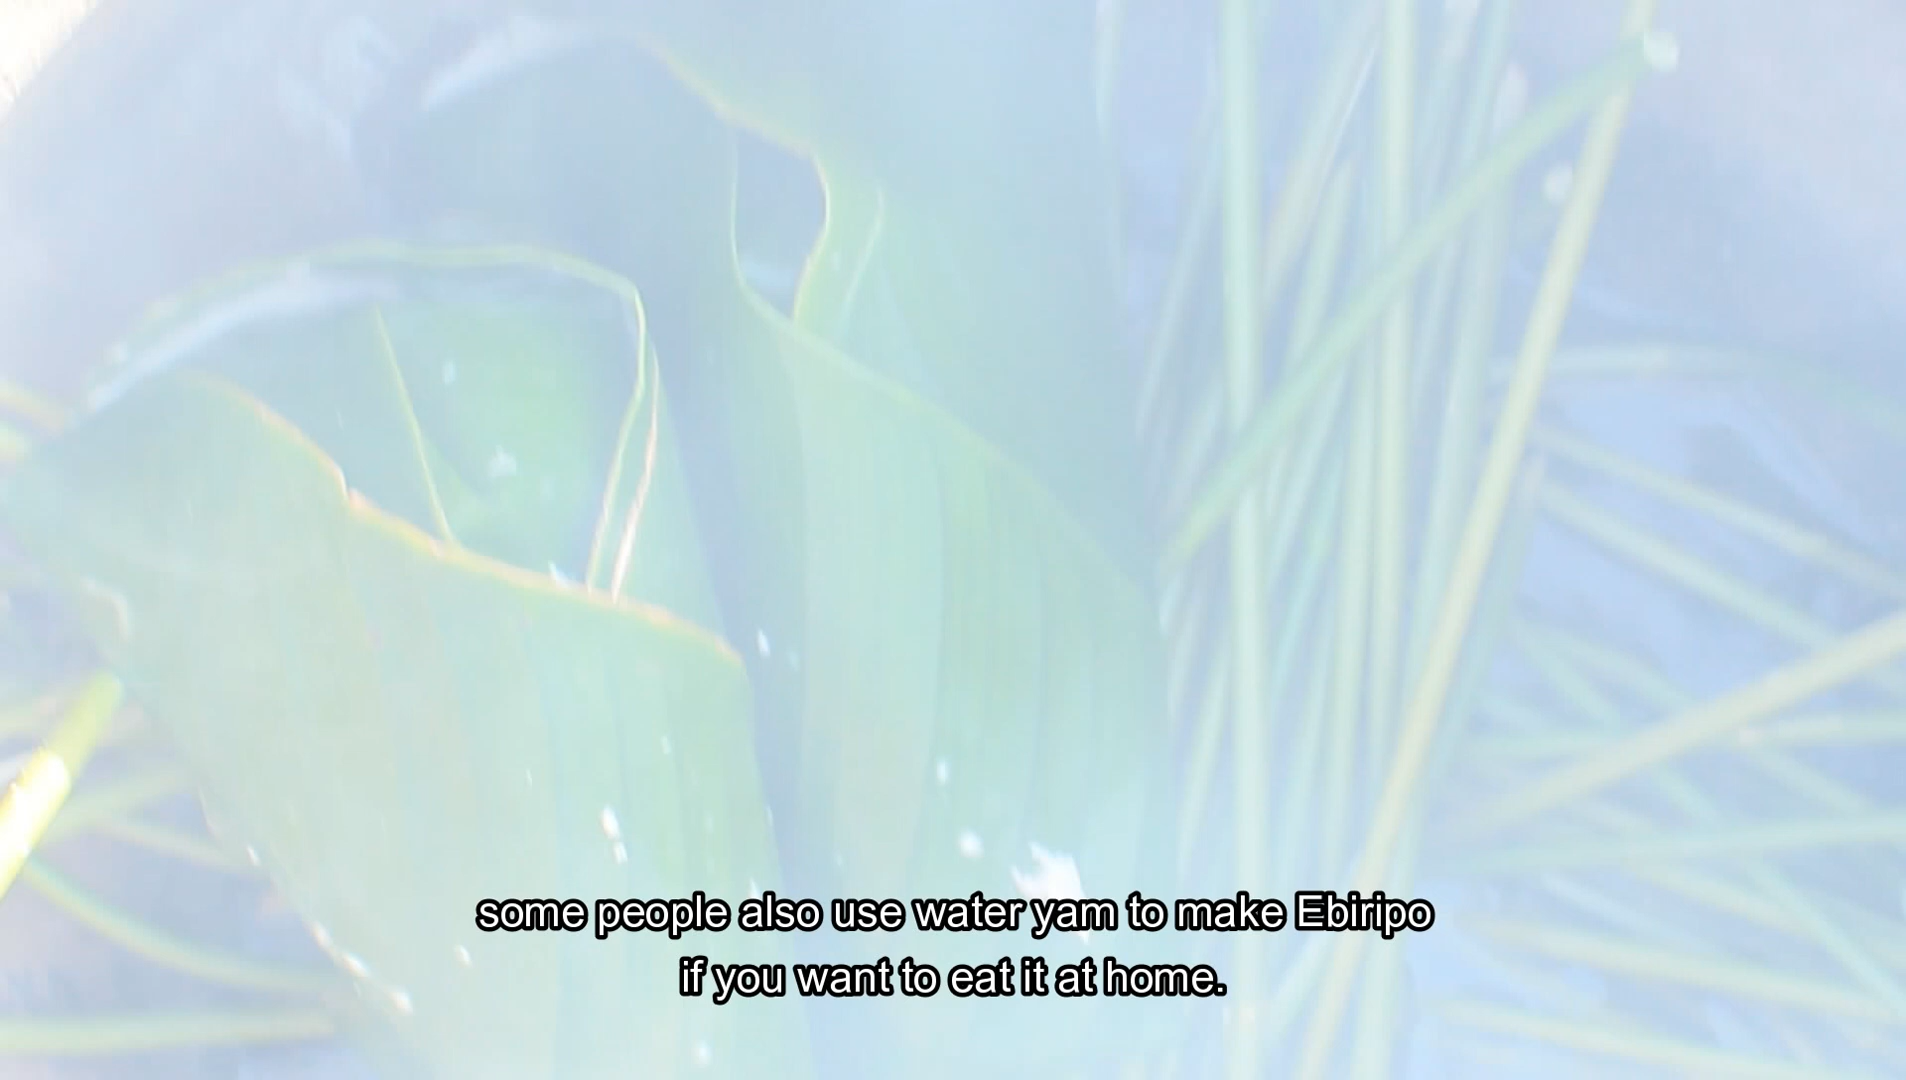 some people also use water yam to make Ebiripo
if you want to eat it at home.